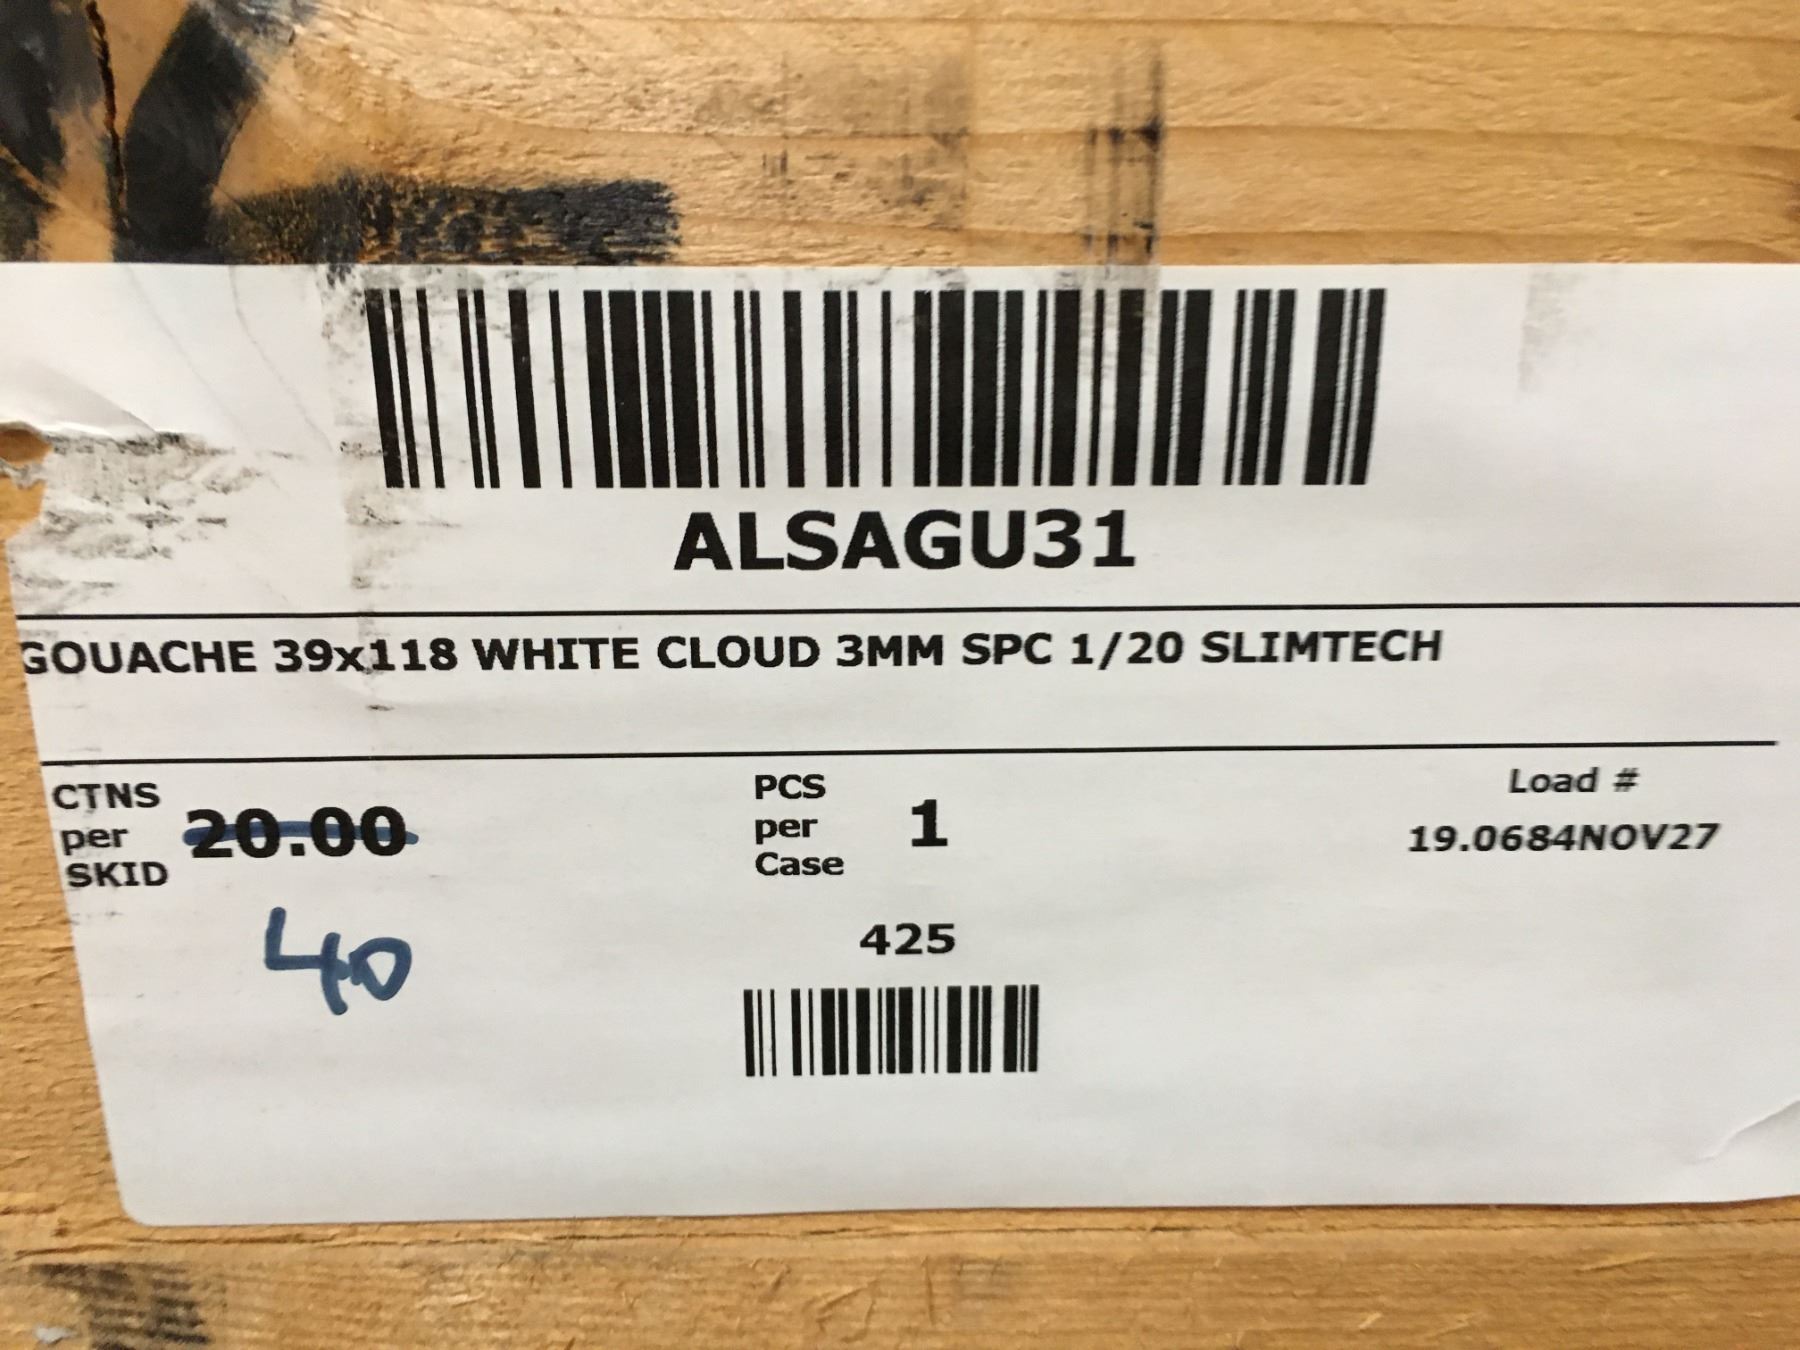 ALSAGU31
GOUACHE 39x118 WHITE CLOUD 3MM SPC 1/20 SLIMTECH
CTNS
per
SKID
20.00
40
PCS
per
Case
1
425
Load #
19.0684NOV27